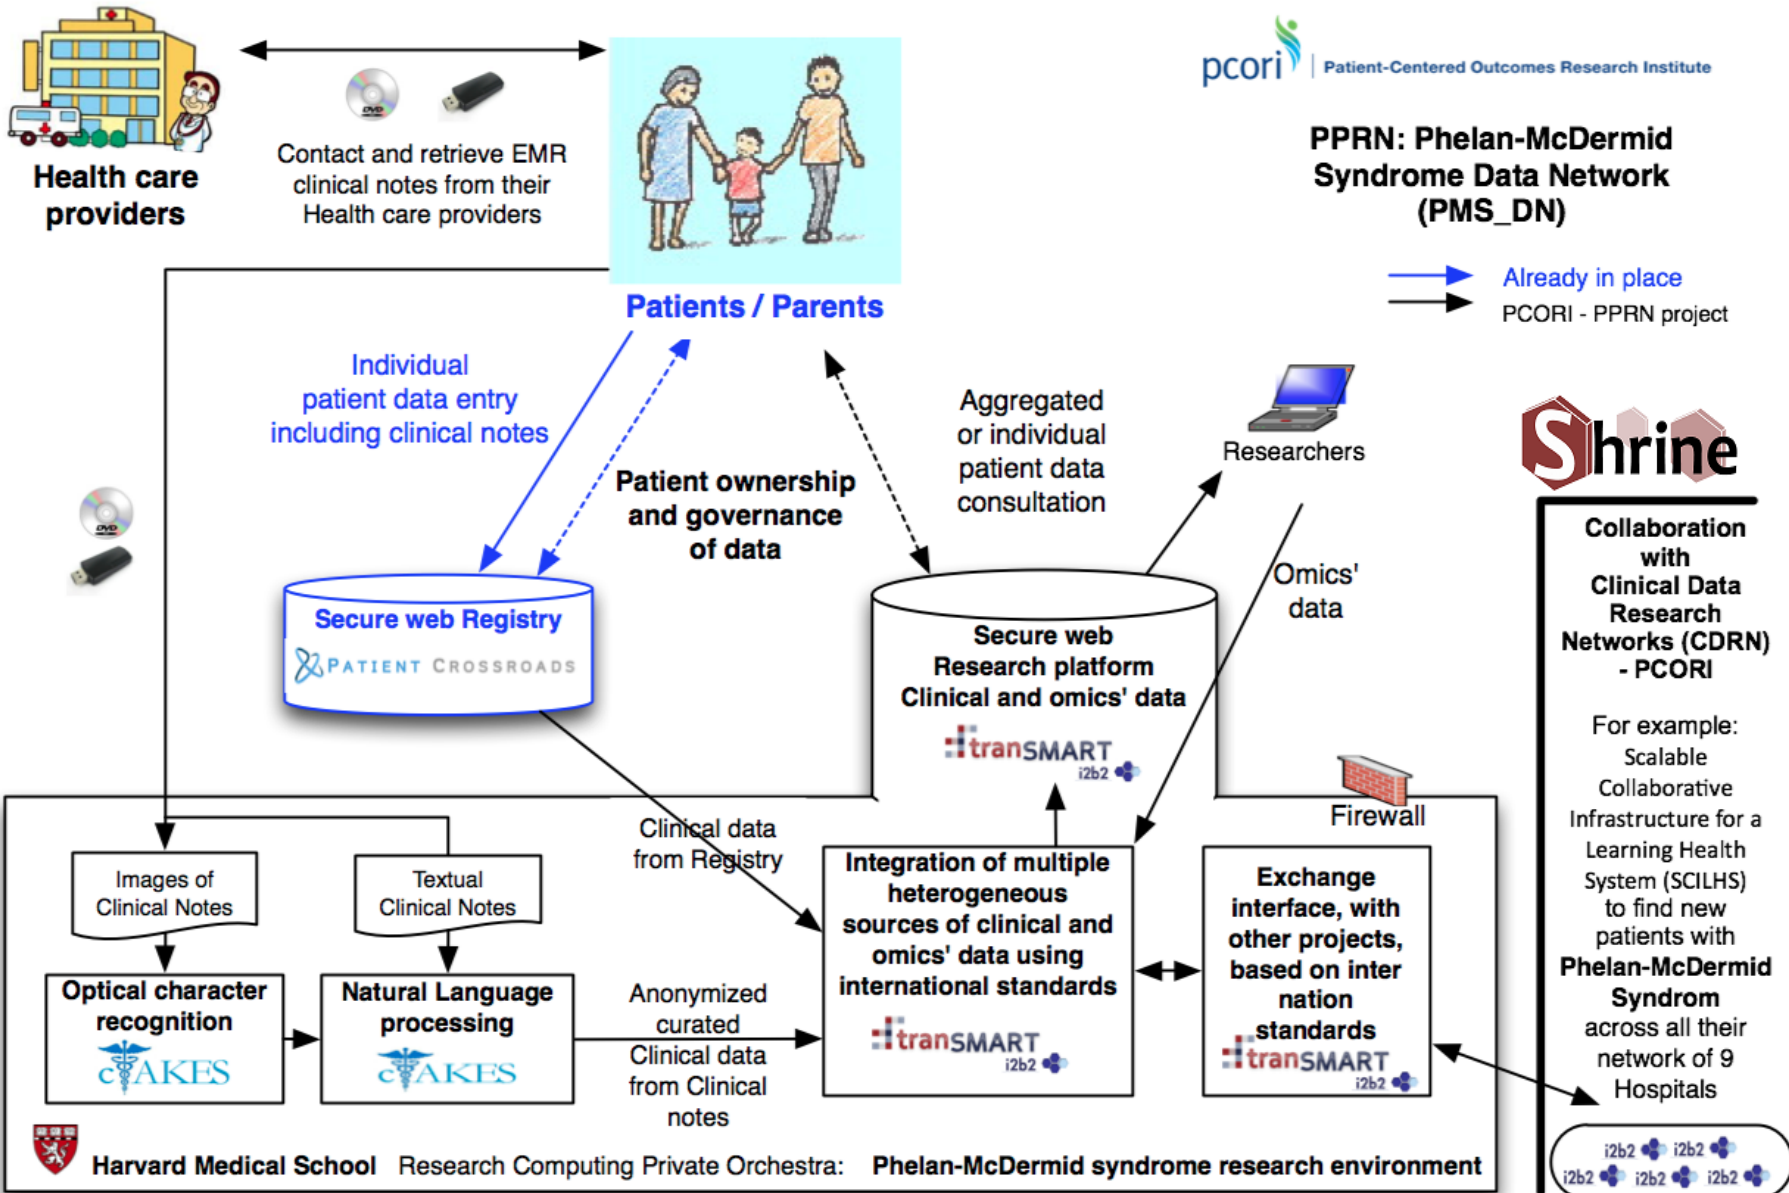 pcori
Patient-Centered Outcomes Research Institute
PPRN: Phelan-McDermid
Syndrome Data Network
(PMS_DN)
Already in place
PCORI - PPRN project
Health care
providers
DVD
Contact and retrieve EMR
clinical notes from their
Health care providers
Patients / Parents
Individual
patient data entry
including clinical notes
Patient ownership
and governance
of data
Aggregated
or individual
patient data
consultation
Researchers
Omics'
data
DVD
Secure web Registry
PATIENT CROSSROADS
Secure web
Research platform
Clinical and omics' data
tranSMART
i2b2
Firewall
Clinical data
from Registry
Images of
Clinical Notes
Textual
Clinical Notes
Optical character
recognition
cTAKES
Natural Language
processing
cTAKES
Anonymized
curated
Clinical data
from Clinical
notes
Integration of multiple
heterogeneous
sources of clinical and
omics' data using
international standards
tranSMART
i2b2
Exchange
interface, with
other projects,
based on inter
nation
standards
tranSMART
i2b2
Harvard Medical School Research Computing Private Orchestra: Phelan-McDermid syndrome research environment
Shrine
Collaboration
with
Clinical Data
Research
Networks (CDRN)
- PCORI
For example:
Scalable
Collaborative
Infrastructure for a
Learning Health
System (SCILHS)
to find new
patients with
Phelan-McDermid
Syndrom
across all their
network of 9
Hospitals
i2b2 i2b2
i2b2 i2b2 i2b2